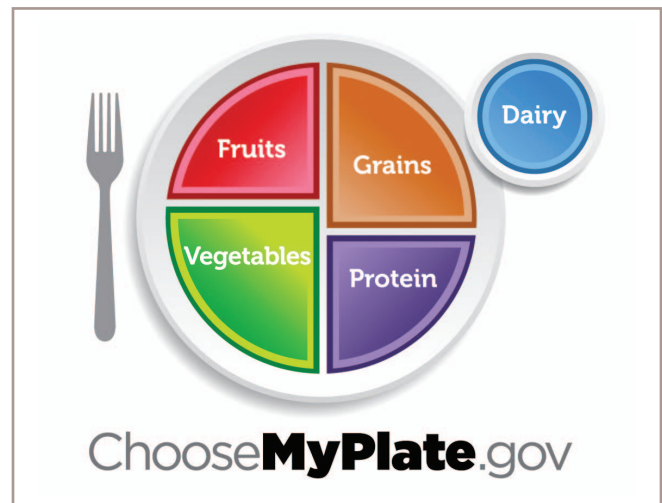 Fruits
Grains
Dairy
Vegetables
Protein
ChooseMyPlate.gov